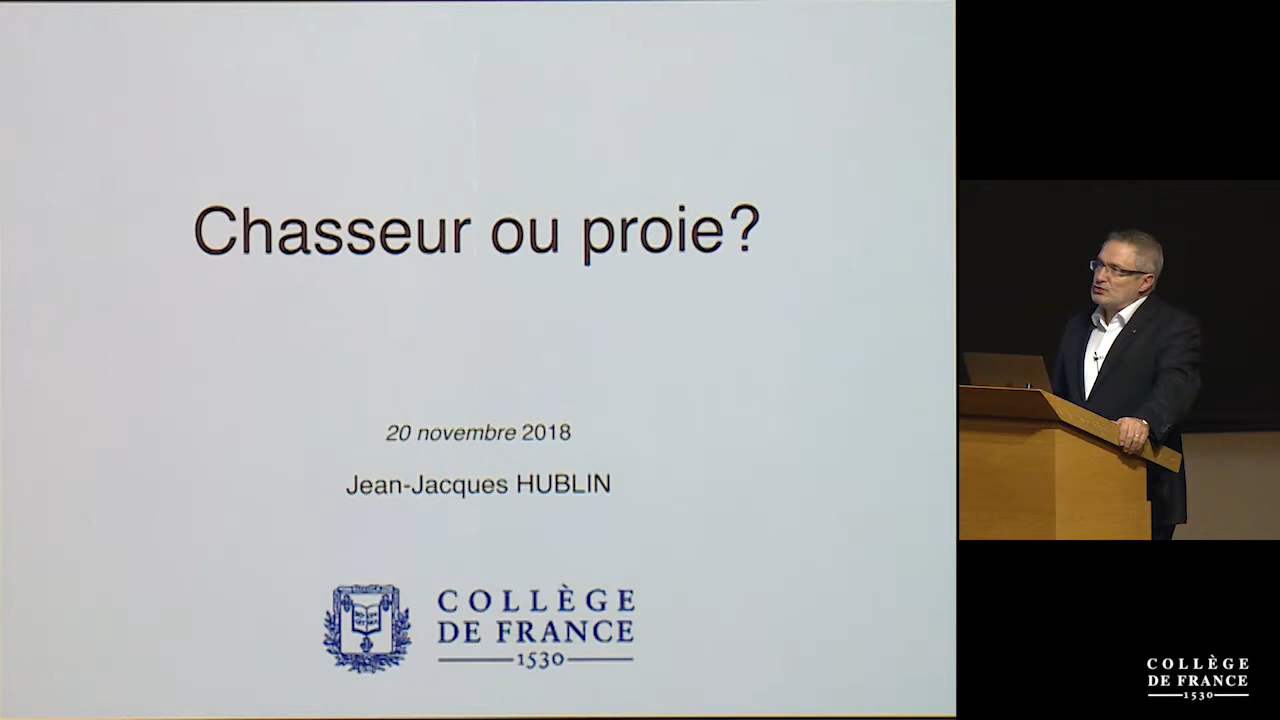 Chasseur ou proie?
20 novembre 2018
Jean-Jacques HUBLIN
COLLÈGE
DE FRANCE
1530
COLLÈGE
DE FRANCE
1530